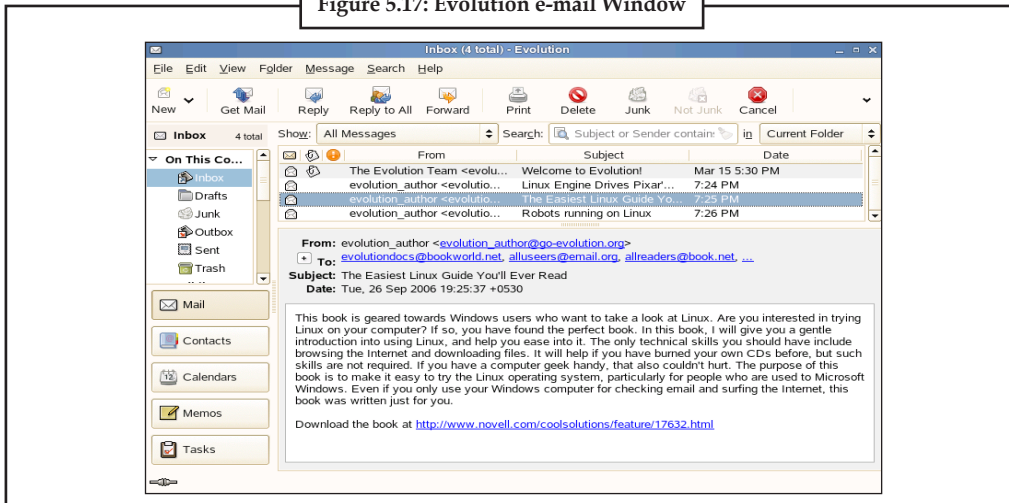 Figure 5.17: Evolution e-mail Window
Inbox (4 total) - Evolution
File Edit View Folder Message Search Help
New Get Mail Reply Reply to All Forward Print Delete Junk Not Junk Cancel
Inbox 4 total Show: All Messages Search: Subject or Sender contains in Current Folder
On This Co...
Inbox
Drafts
Junk
Outbox
Sent
Trash
From Subject Date
The Evolution Team <evolu... Welcome to Evolution! Mar 15 5:30 PM
evolution_author <evolutio... Linux Engine Drives Pixar'... 7:24 PM
evolution_author <evolutio... The Easiest Linux Guide Yo... 7:25 PM
evolution_author <evolutio... Robots running on Linux 7:26 PM
From: evolution_author <evolution_author@go-evolution.org>
To: evolutiondocs@bookworld.net, alluseers@email.org, allreaders@book.net, ...
Subject: The Easiest Linux Guide You'll Ever Read
Date: Tue, 26 Sep 2006 19:25:37 +0530
This book is geared towards Windows users who want to take a look at Linux. Are you interested in trying
Linux on your computer? If so, you have found the perfect book. In this book, I will give you a gentle
introduction into using Linux, and help you ease into it. The only technical skills you should have include
browsing the Internet and downloading files. It will help if you have burned your own CDs before, but such
skills are not required. If you have a computer geek handy, that also couldn't hurt. The purpose of this
book is to make it easy to try the Linux operating system, particularly for people who are used to Microsoft
Windows. Even if you only use your Windows computer for checking email and surfing the Internet, this
book was written just for you.
Download the book at http://www.novell.com/coolsolutions/feature/17632.html
Mail
Contacts
Calendars
Memos
Tasks